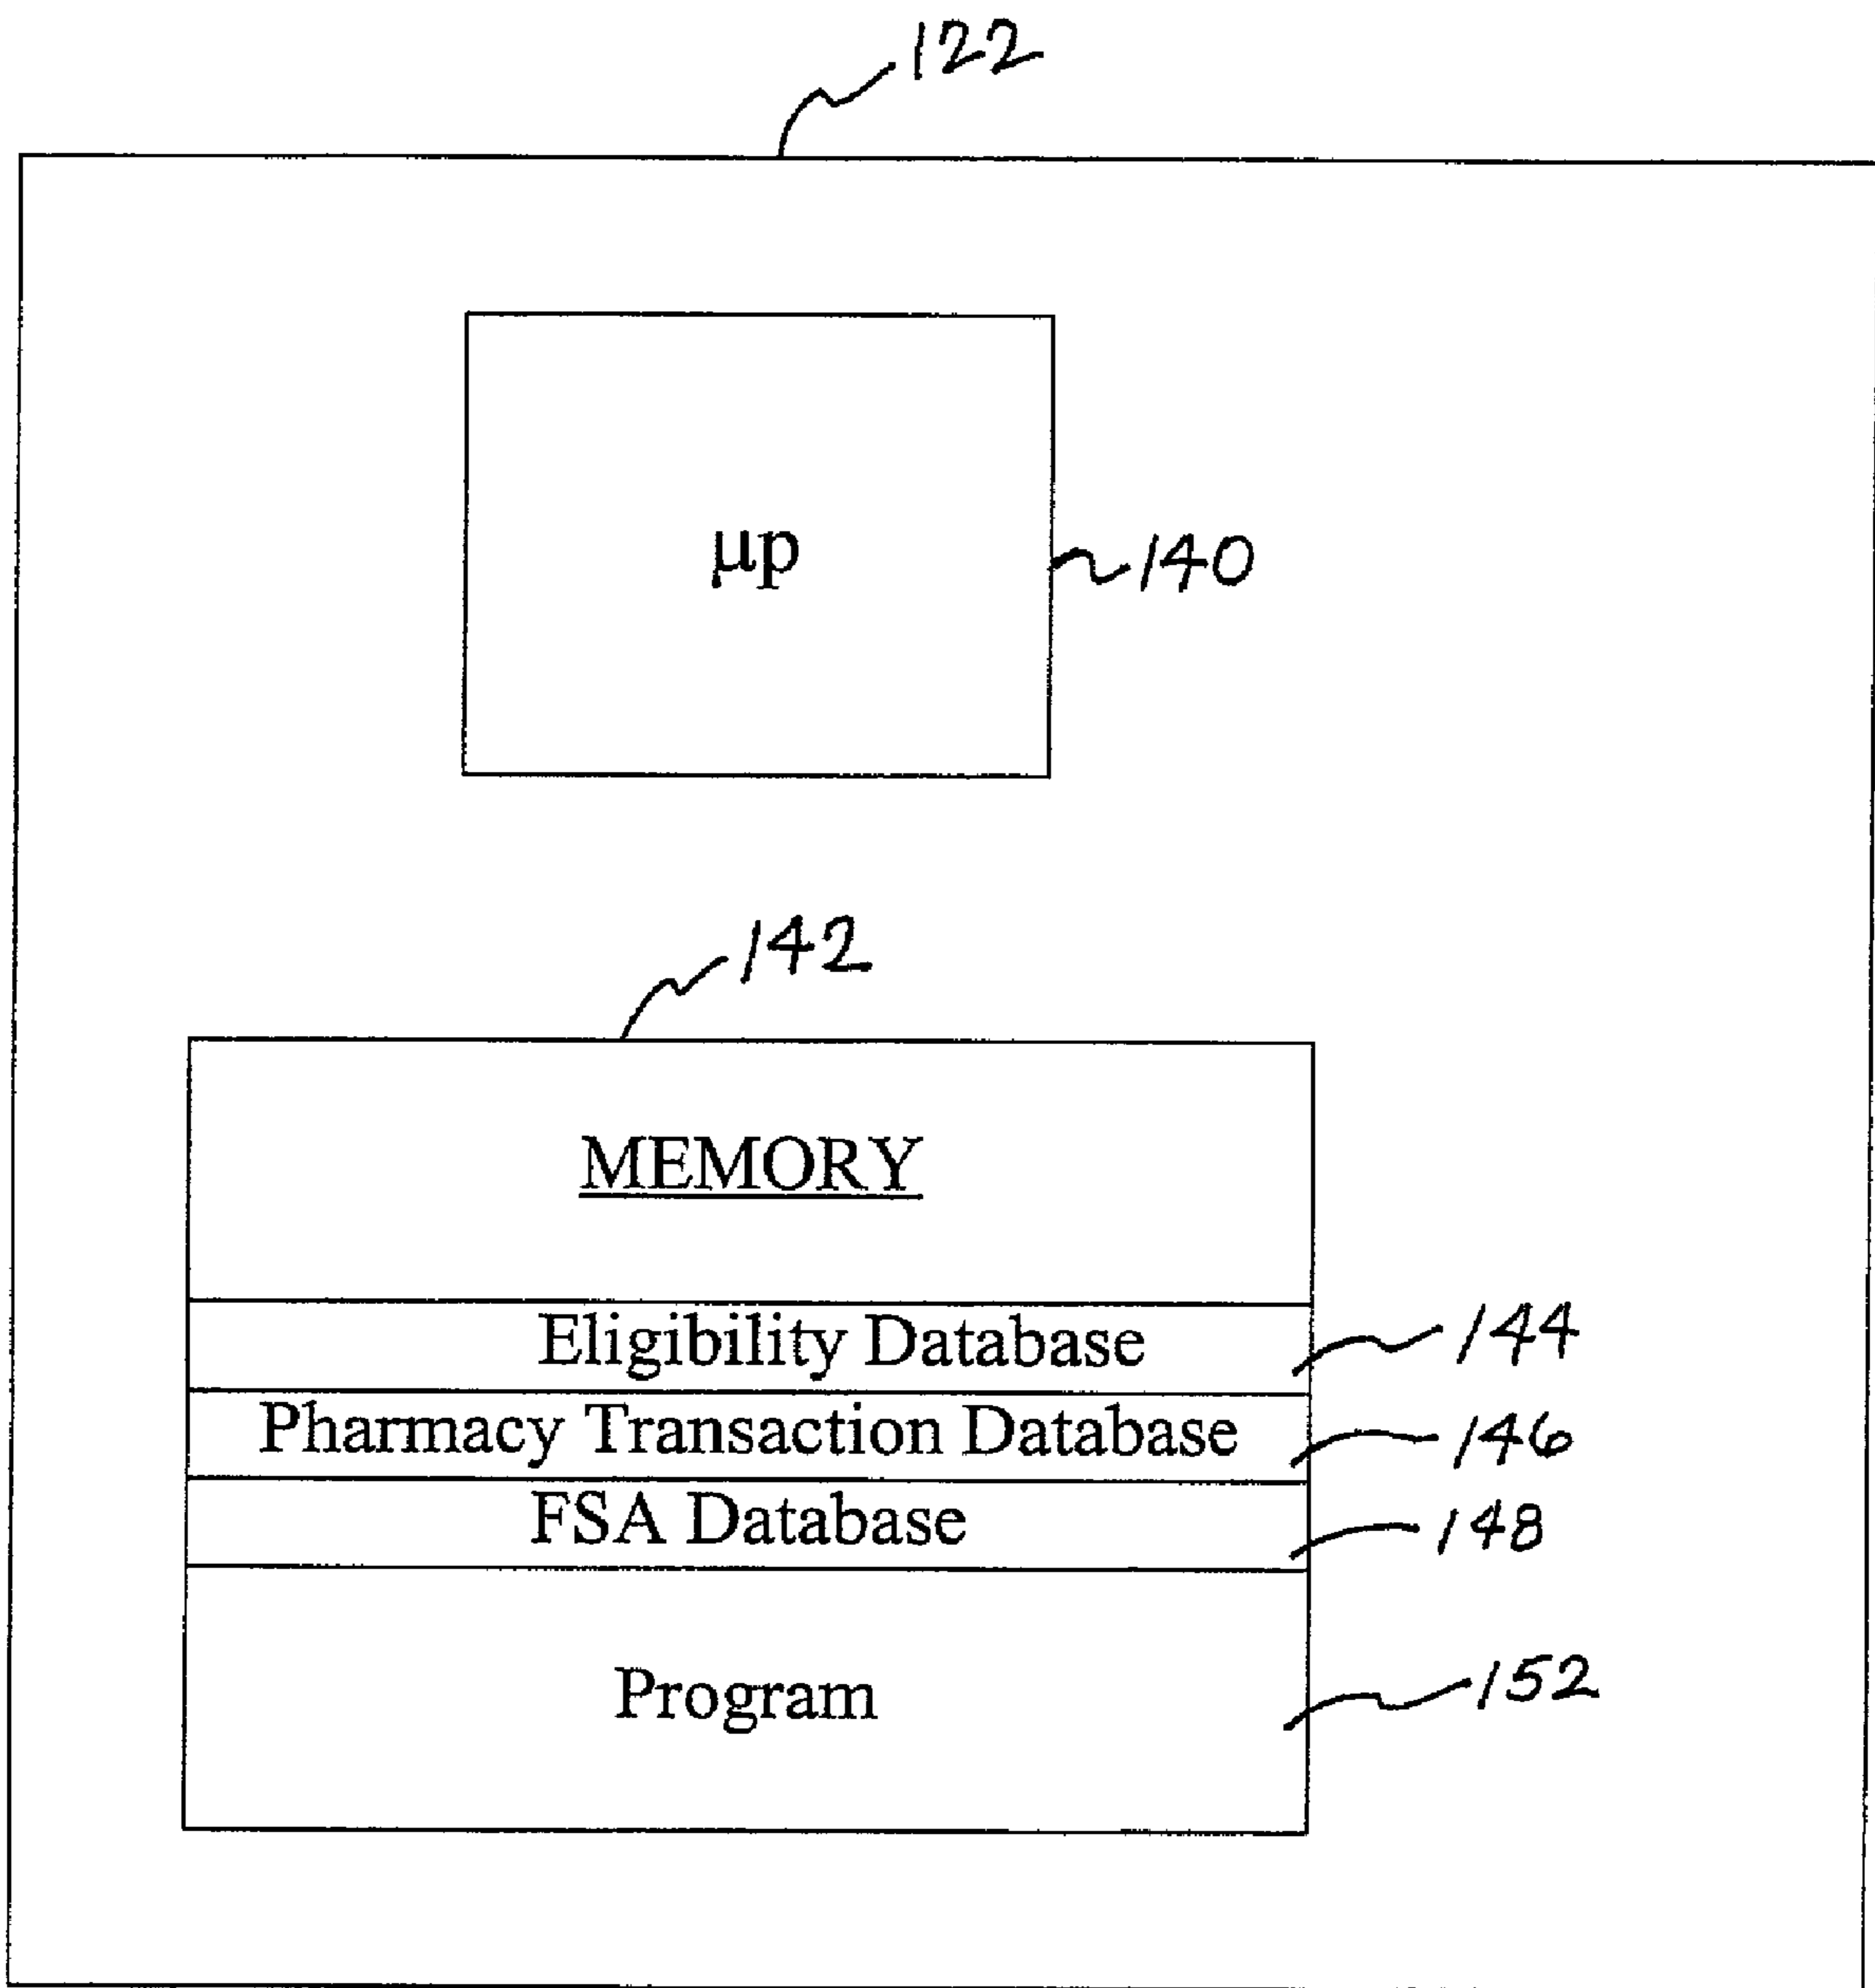 122
μp
140
142
MEMORY
Eligibility Database
144
Pharmacy Transaction Database
146
FSA Database
148
Program
152